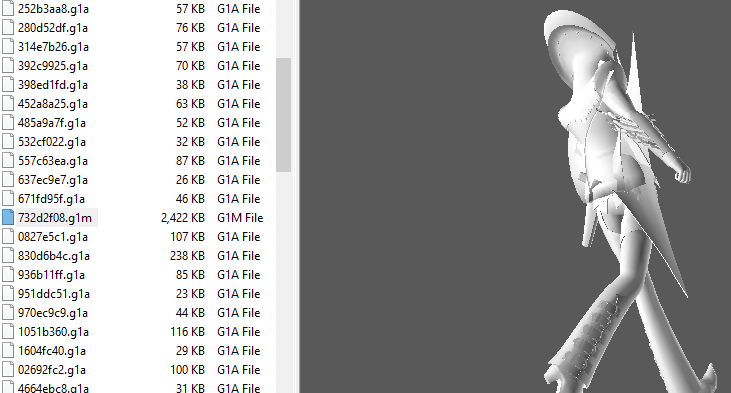 252b3aa8.g1a 57 KB G1A File
280d52df.g1a 76 KB G1A File
314e7b26.g1a 57 KB G1A File
392c9925.g1a 70 KB G1A File
398ed1fd.g1a 38 KB G1A File
452a8a25.g1a 63 KB G1A File
485a9a7f.g1a 52 KB G1A File
532cf022.g1a 32 KB G1A File
557c63ea.g1a 87 KB G1A File
637ec9e7.g1a 26 KB G1A File
671fd95f.g1a 46 KB G1A File
732d2f08.g1m 2,422 KB G1M File
0827e5c1.g1a 107 KB G1A File
830d6b4c.g1a 238 KB G1A File
936b11ff.g1a 85 KB G1A File
951ddc51.g1a 23 KB G1A File
970ec9c9.g1a 44 KB G1A File
1051b360.g1a 116 KB G1A File
1604fc40.g1a 29 KB G1A File
02692fc2.g1a 100 KB G1A File
4664ebc8.g1a 31 KB G1A File